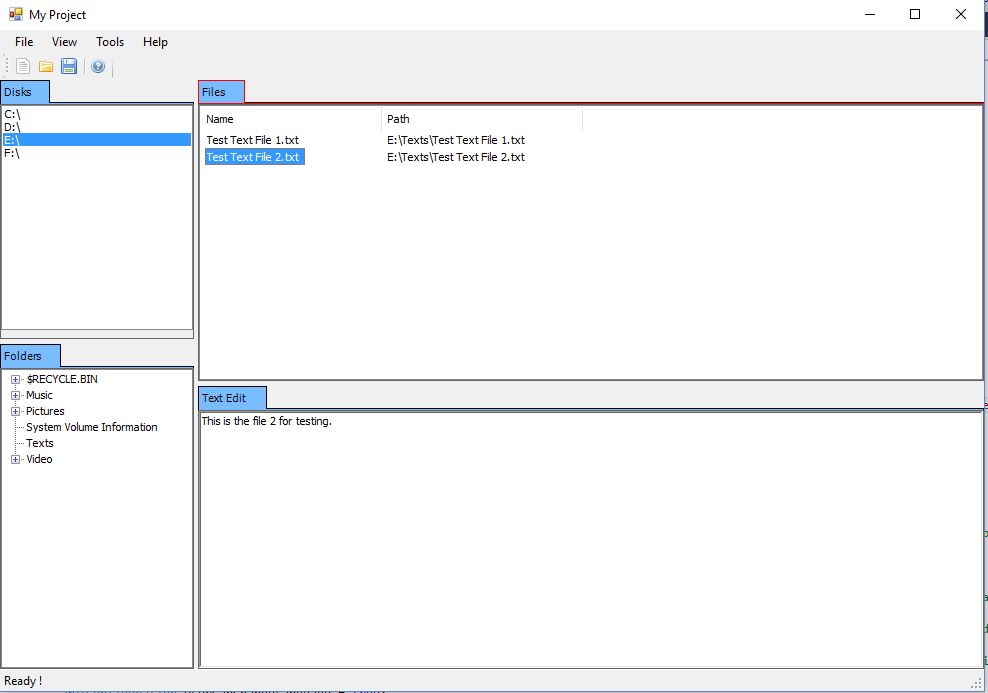 My Project
File View Tools Help
Disks
C:\
D:\
E:\
F:\
Files
Name Path
Test Text File 1.txt E:\Texts\Test Text File 1.txt
Test Text File 2.txt E:\Texts\Test Text File 2.txt
Folders
$RECYCLE.BIN
Music
Pictures
System Volume Information
Texts
Video
Text Edit
This is the file 2 for testing.
Ready !